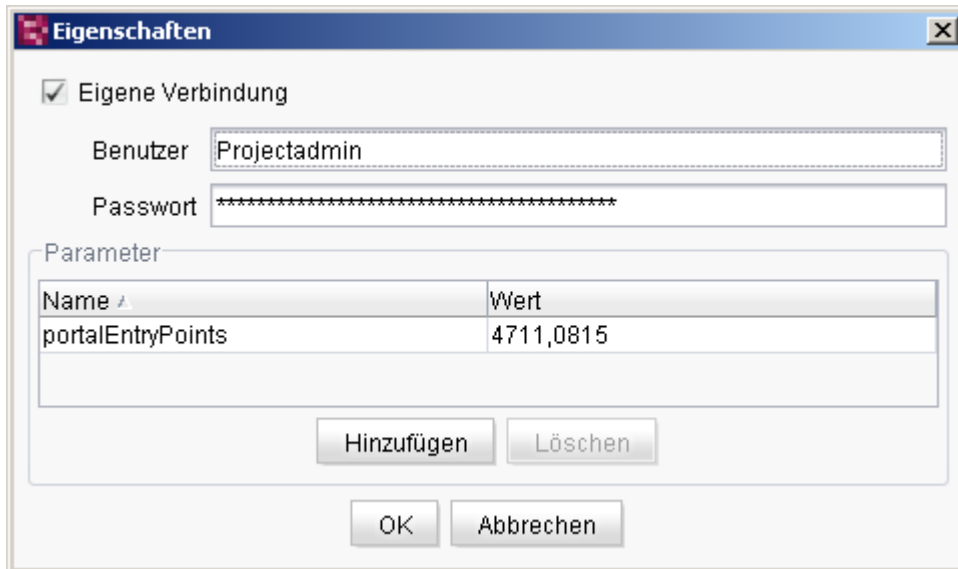 Eigenschaften
Eigene Verbindung
Benutzer Projectadmin
Passwort ****************************************
Parameter
Name Wert
portalEntryPoints 4711,0815
Hinzufügen Löschen
OK Abbrechen